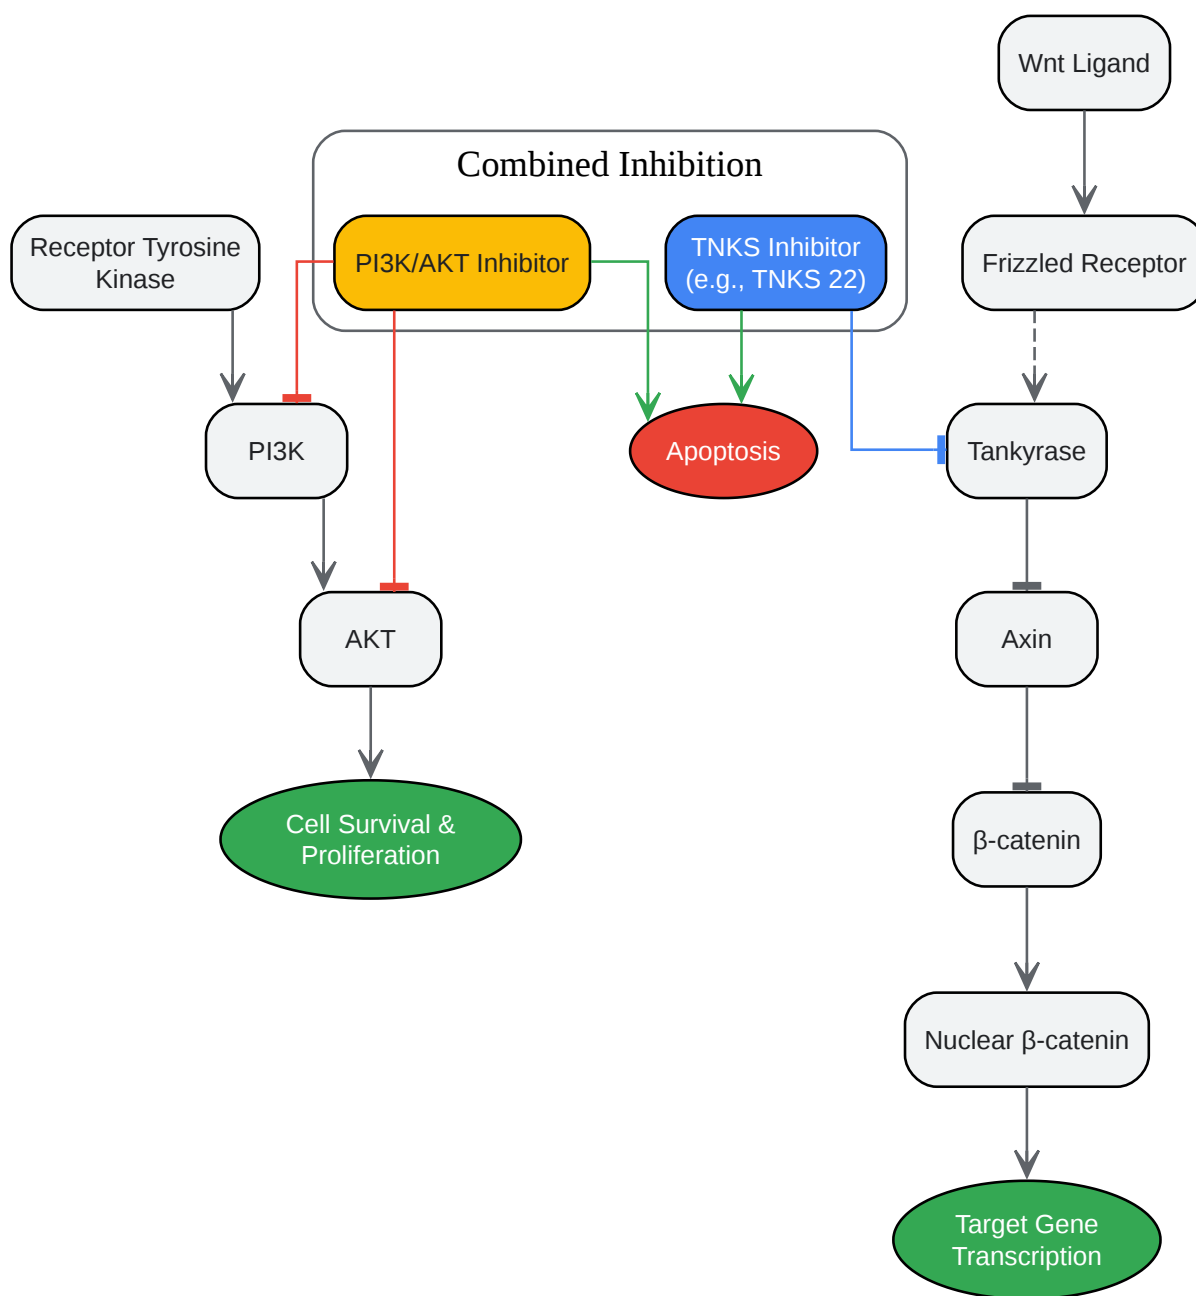 Wnt Ligand
Combined Inhibition
Receptor Tyrosine
Kinase
PI3K/AKT Inhibitor
TNKS Inhibitor
(e.g., TNKS 22)
Frizzled Receptor
PI3K
Apoptosis
Tankyrase
AKT
Axin
Cell Survival &
Proliferation
β-catenin
Nuclear β-catenin
Target Gene
Transcription